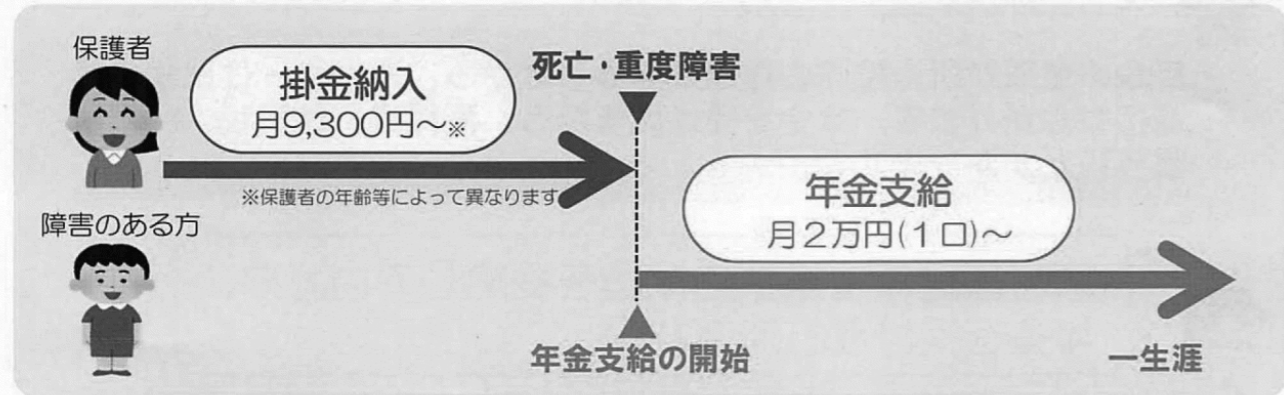 保護者
掛金納入
月9,300円〜※
※保護者の年齢等によって異なります
死亡・重度障害
障害のある方
年金支給
月2万円(1口)〜
年金支給の開始
一生涯